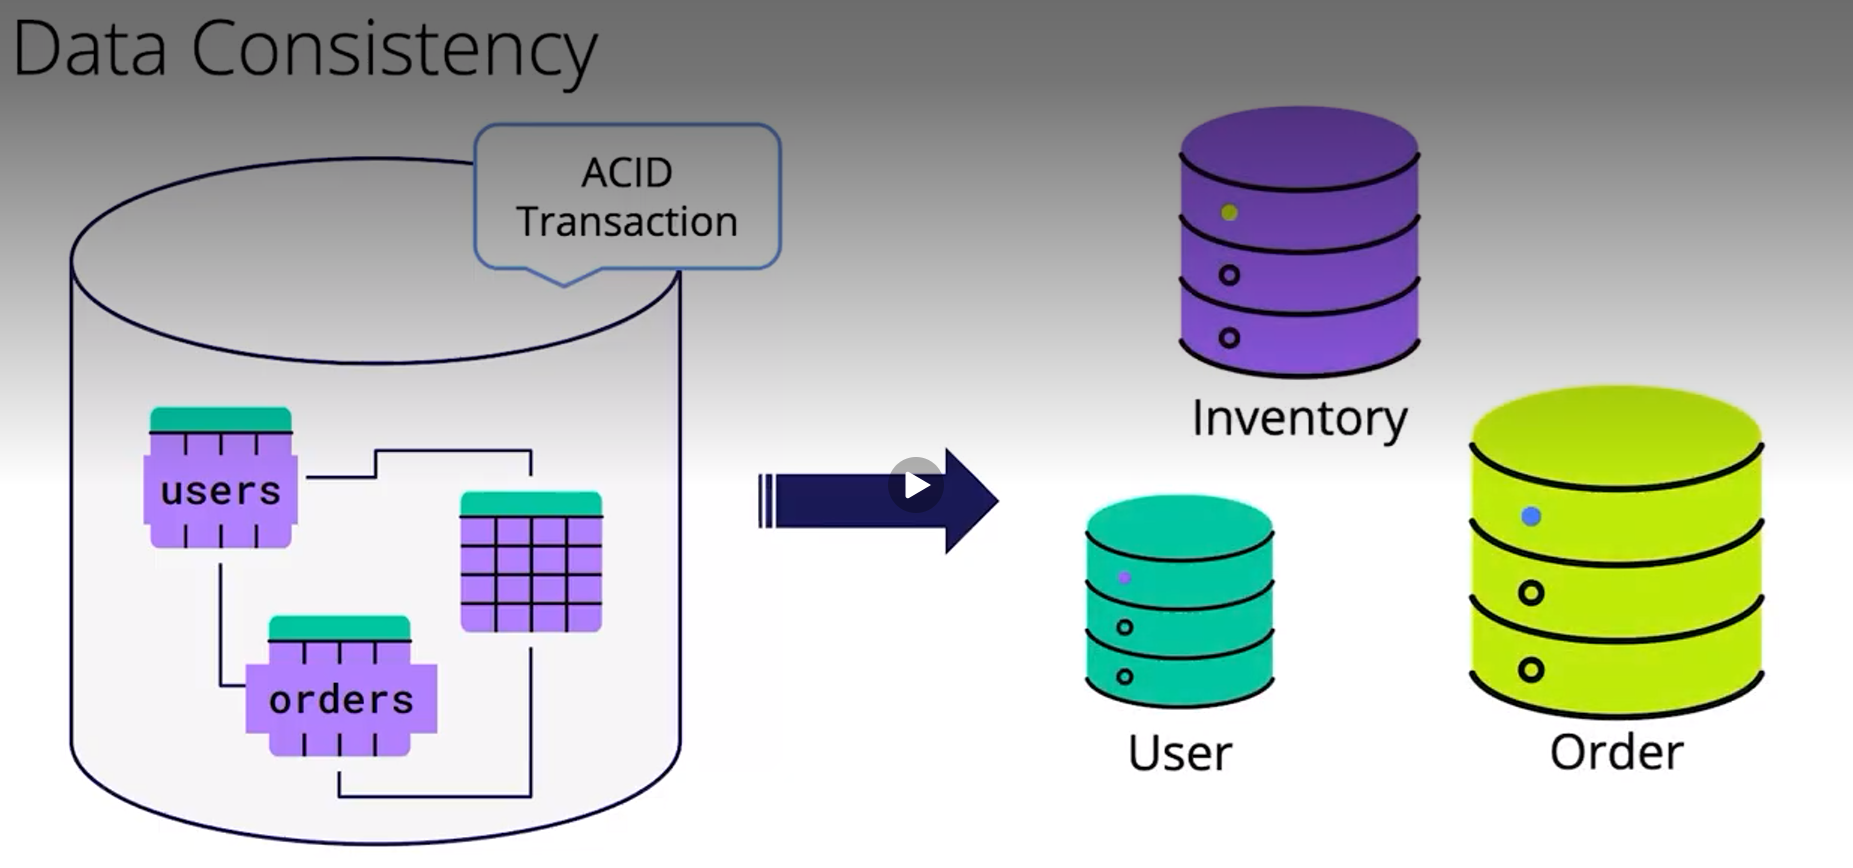 Data Consistency
ACID
Transaction
users
orders
Inventory
User
Order